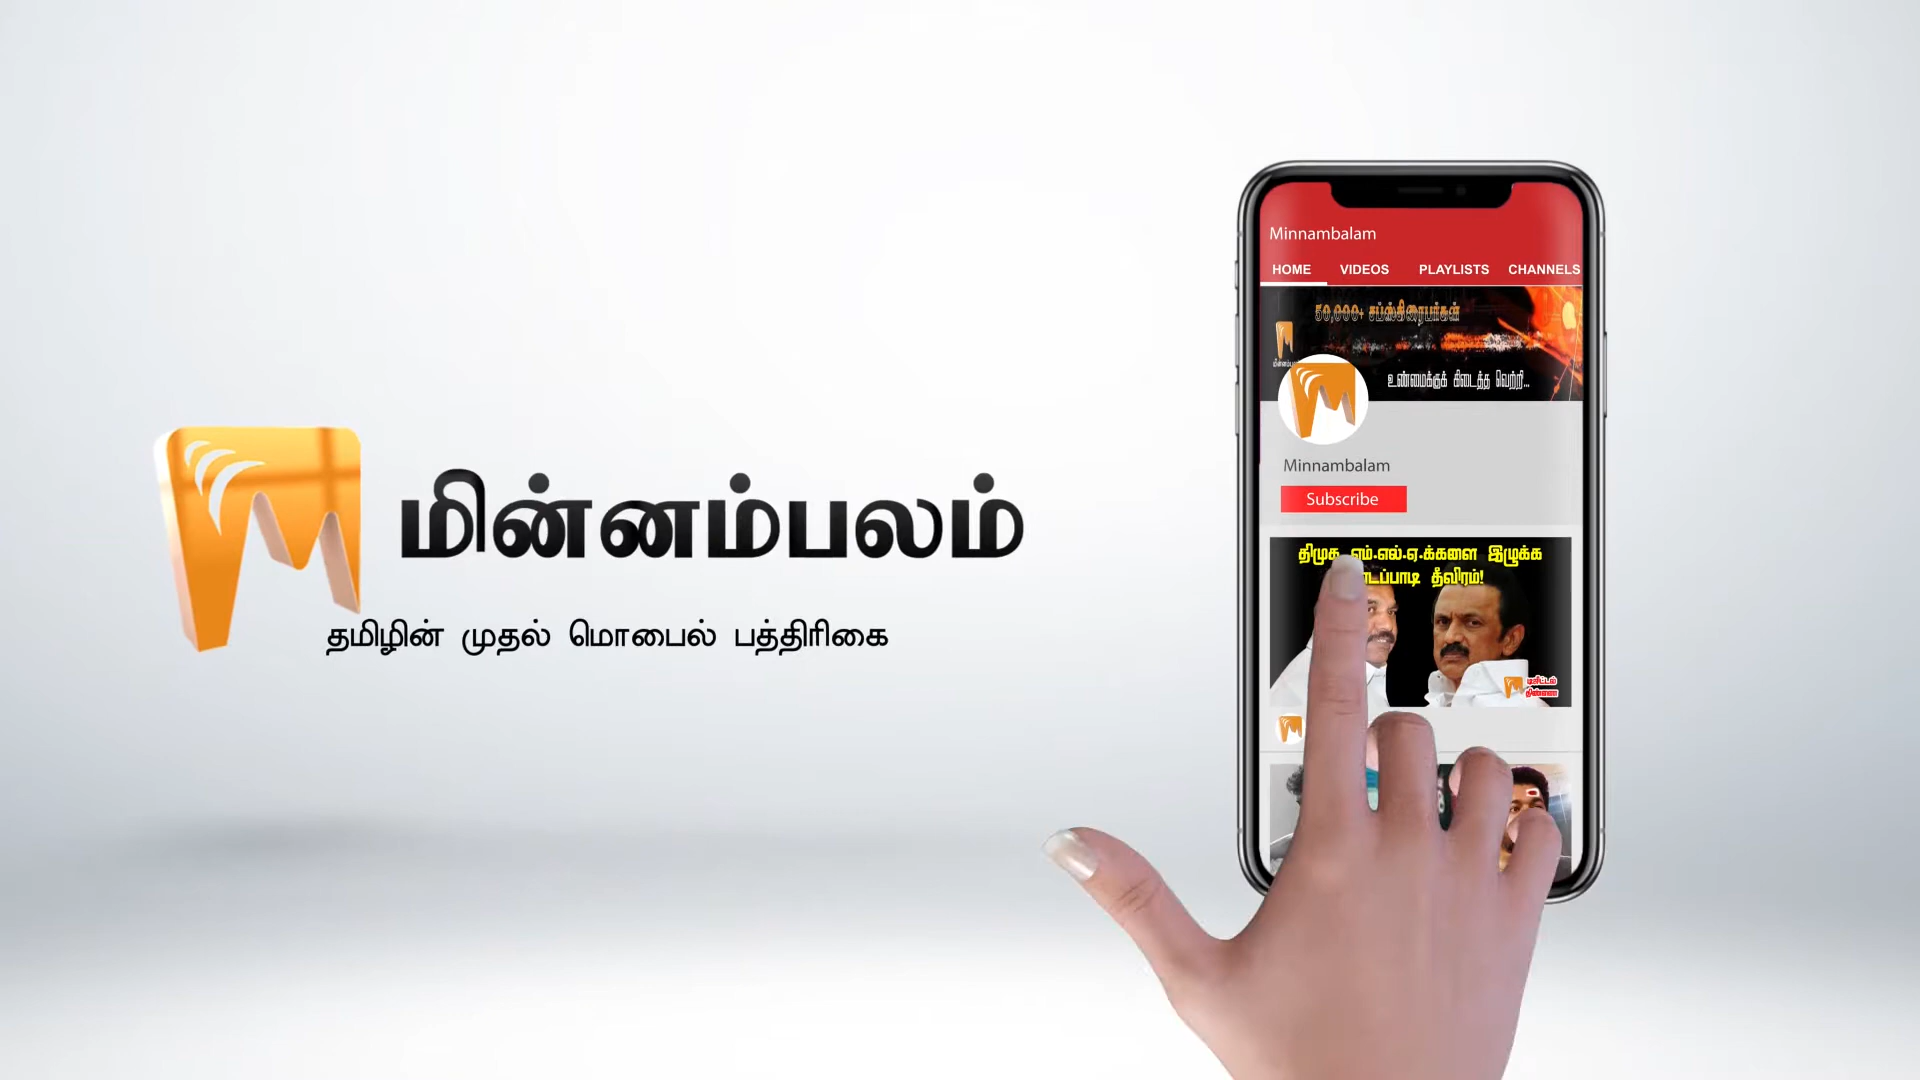 மின்னம்பலம்
தமிழின் முதல் மொபைல் பத்திரிகை
Minnambalam
HOME VIDEOS PLAYLISTS CHANNELS
50,000+ சப்ஸ்கிரைபர்கள்
உண்மைக்குக் கிடைத்த வெற்றி...
Minnambalam
Subscribe
திமுக எம்.எல்.ஏ.க்களை இழுக்க
தீவிரம்!
டிஜிட்டல்
திண்ணை